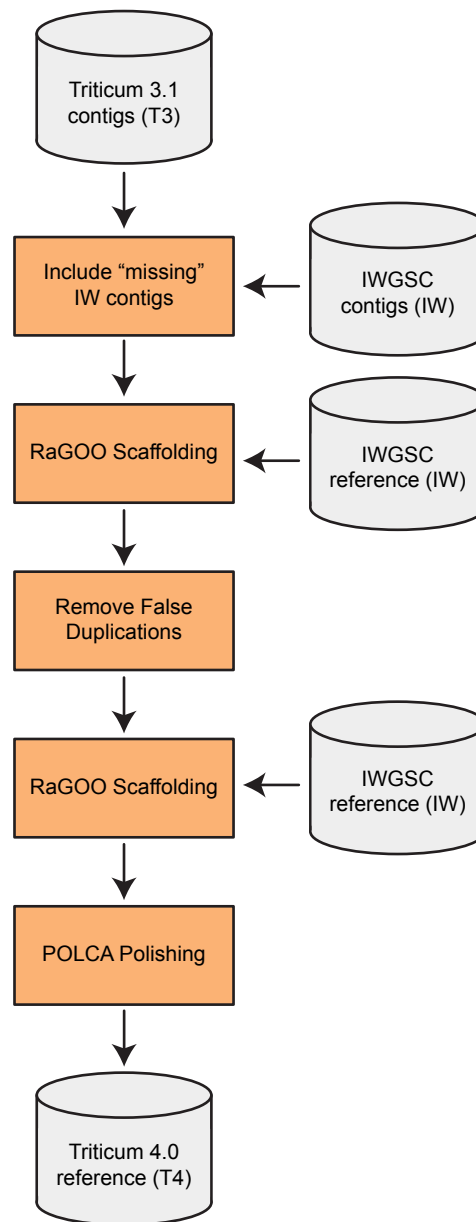 Triticum 3.1
contigs (T3)
Include “missing”
IW contigs
IWGSC
contigs (IW)
RaGOO Scaffolding
IWGSC
reference (IW)
Remove False
Duplications
RaGOO Scaffolding
IWGSC
reference (IW)
POLCA Polishing
Triticum 4.0
reference (T4)